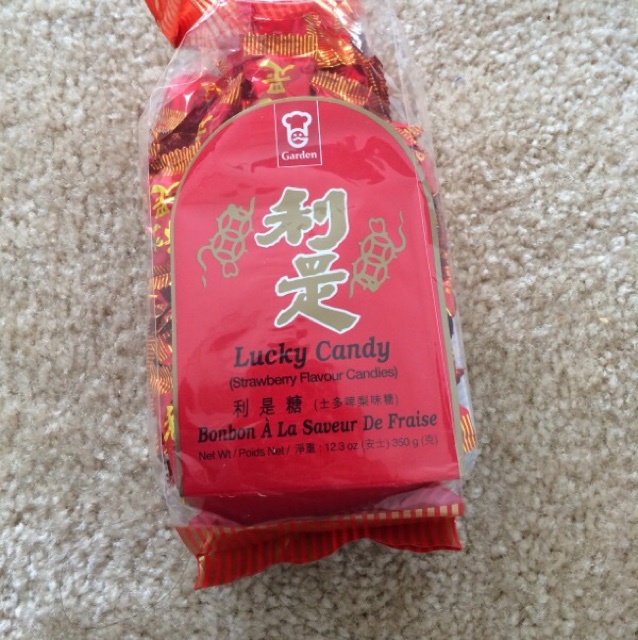 Garden
利
是
Lucky Candy
(Strawberry Flavour Candies)
利是糖 (士多啤梨味糖)
Bonbon À La Saveur De Fraise
Net Wt / Poids Net / 淨重 : 12.3 oz (安士) 350 g (克)